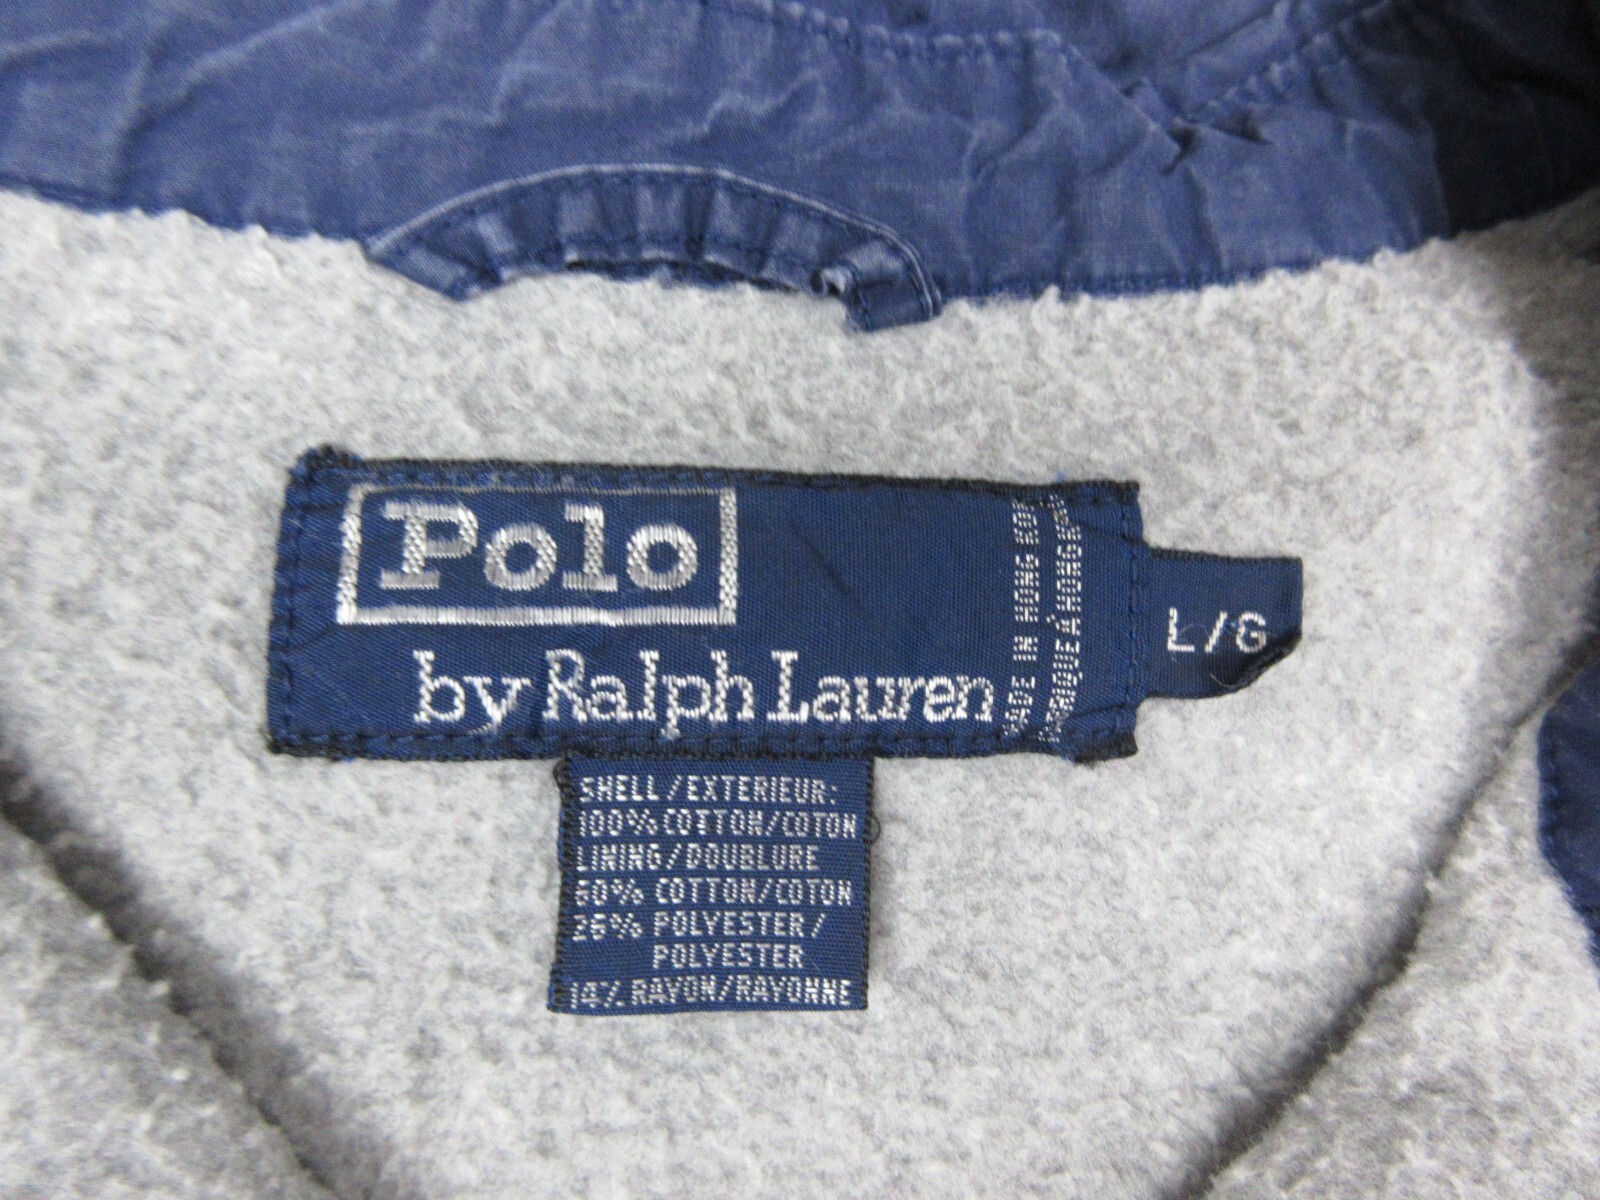 Polo
by Ralph Lauren
MADE IN HONG KONG
FABRIQUÉ À HONG KONG
L/G
SHELL/EXTERIEUR:
100% COTTON/COTON
LINING/DOUBLURE
60% COTTON/COTON
26% POLYESTER/
POLYESTER
14% RAYON/RAYONNE